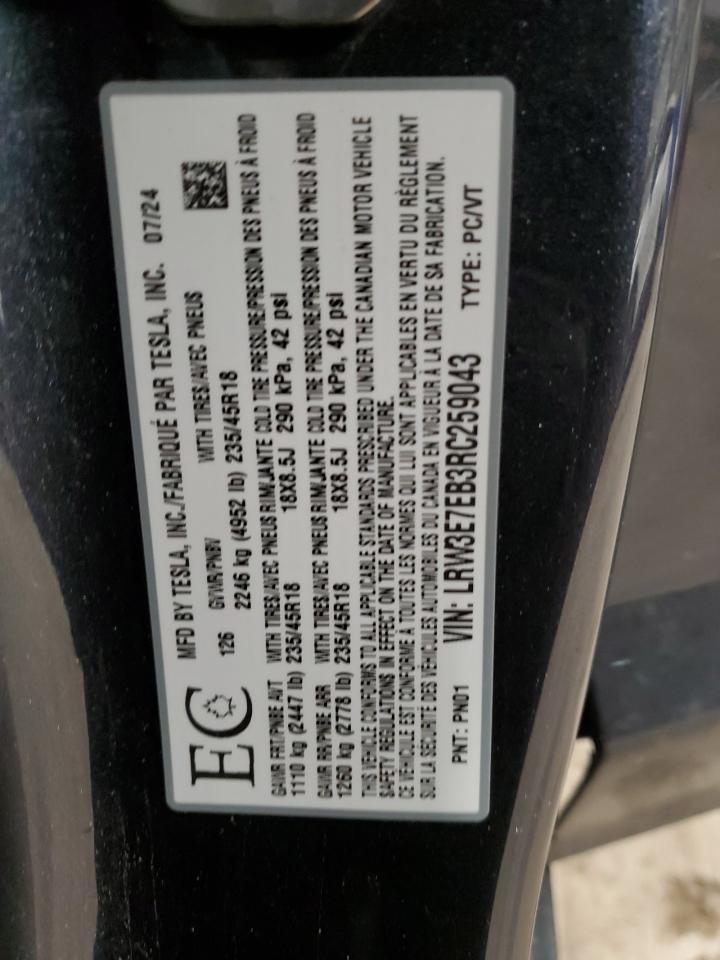 EC
MFD BY TESLA, INC./FABRIQUÉ PAR TESLA, INC. 07/24
126 GVWR/PNBV WITH TIRES/AVEC PNEUS
2246 kg (4952 lb) 235/45R18
GAWR FRT/PNBE AVT WITH TIRES/AVEC PNEUS RIM/JANTE COLD TIRE PRESSURE/PRESSION DES PNEUS À FROID
1110 kg (2447 lb) 235/45R18 18X8.5J 290 kPa, 42 psi
GAWR RR/PNBE ARR WITH TIRES/AVEC PNEUS RIM/JANTE COLD TIRE PRESSURE/PRESSION DES PNEUS À FROID
1260 kg (2778 lb) 235/45R18 18X8.5J 290 kPa, 42 psi
THIS VEHICLE CONFORMS TO ALL APPLICABLE STANDARDS PRESCRIBED UNDER THE CANADIAN MOTOR VEHICLE
SAFETY REGULATIONS IN EFFECT ON THE DATE OF MANUFACTURE.
CE VÉHICULE EST CONFORME À TOUTES LES NORMES QUI LUI SONT APPLICABLES EN VERTU DU RÈGLEMENT
SUR LA SÉCURITÉ DES VÉHICULES AUTOMOBILES DU CANADA EN VIGUEUR À LA DATE DE SA FABRICATION.
PNT: PN01 VIN: LRW3E7EB3RC259043 TYPE: PC/VT